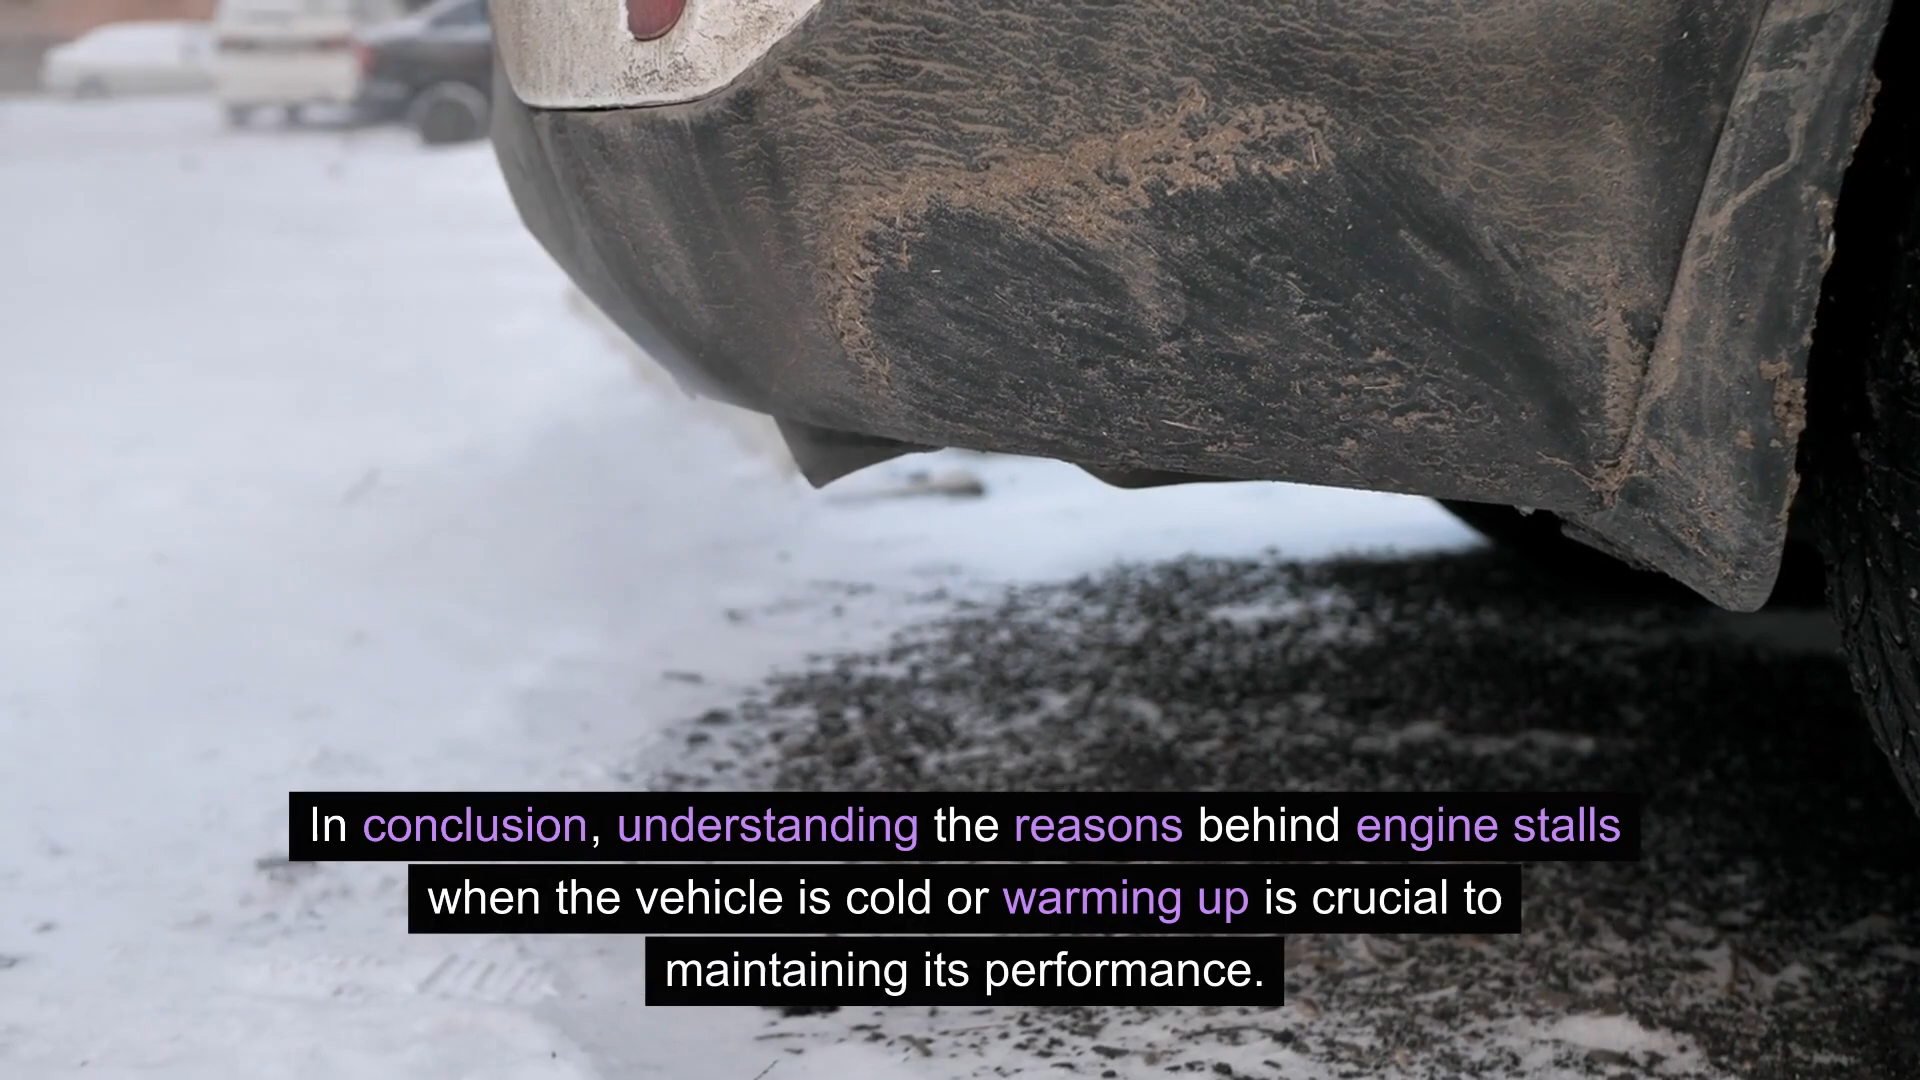 In conclusion, understanding the reasons behind engine stalls
when the vehicle is cold or warming up is crucial to
maintaining its performance.